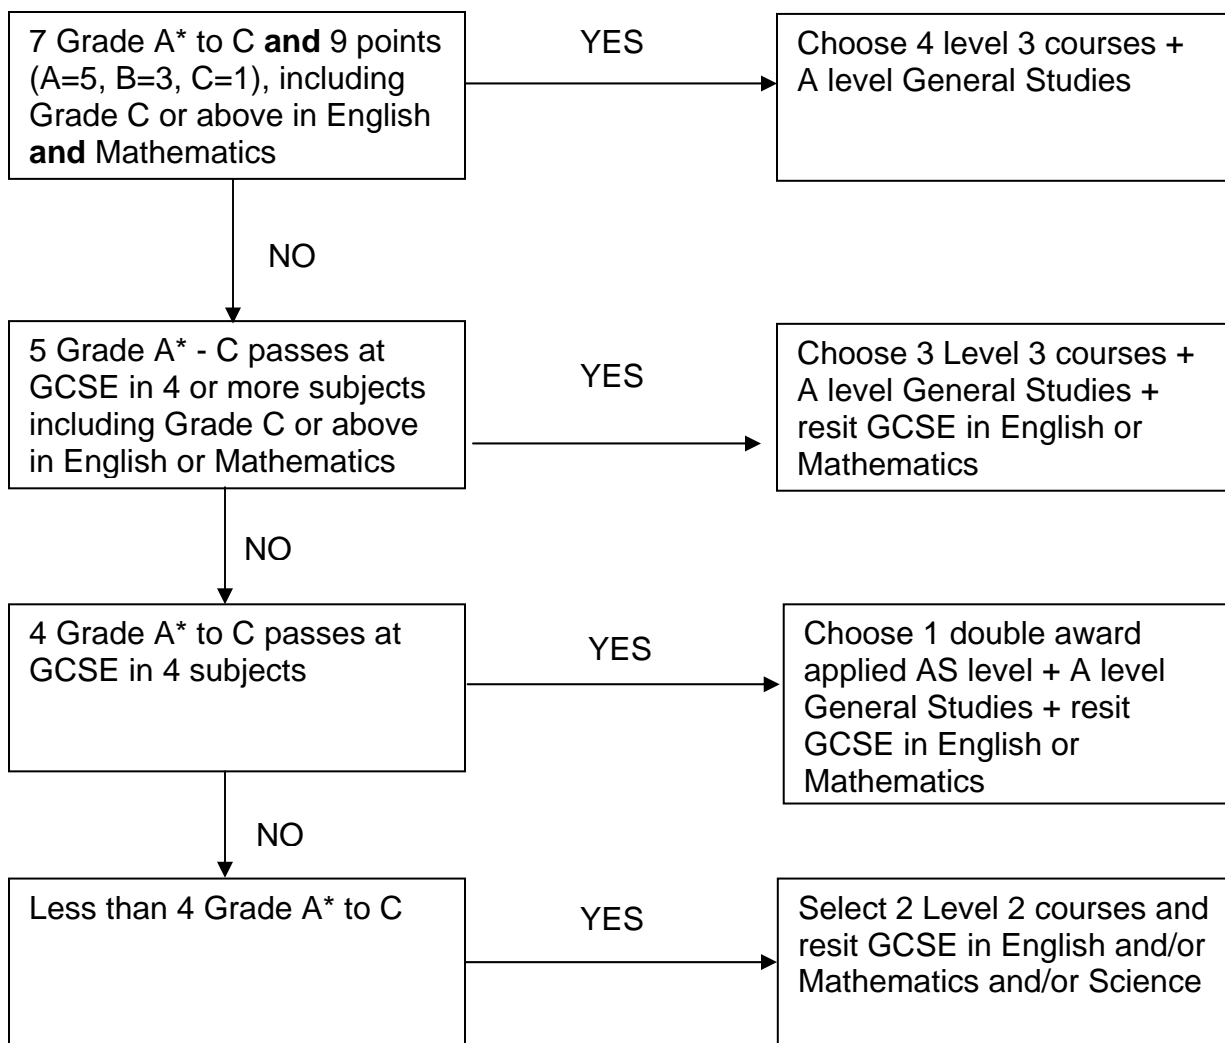 7 Grade A* to C and 9 points
(A=5, B=3, C=1), including
Grade C or above in English
and Mathematics
YES
Choose 4 level 3 courses +
A level General Studies
NO
5 Grade A* - C passes at
GCSE in 4 or more subjects
including Grade C or above
in English or Mathematics
YES
Choose 3 Level 3 courses +
A level General Studies +
resit GCSE in English or
Mathematics
NO
4 Grade A* to C passes at
GCSE in 4 subjects
YES
Choose 1 double award
applied AS level + A level
General Studies + resit
GCSE in English or
Mathematics
NO
Less than 4 Grade A* to C
YES
Select 2 Level 2 courses and
resit GCSE in English and/or
Mathematics and/or Science